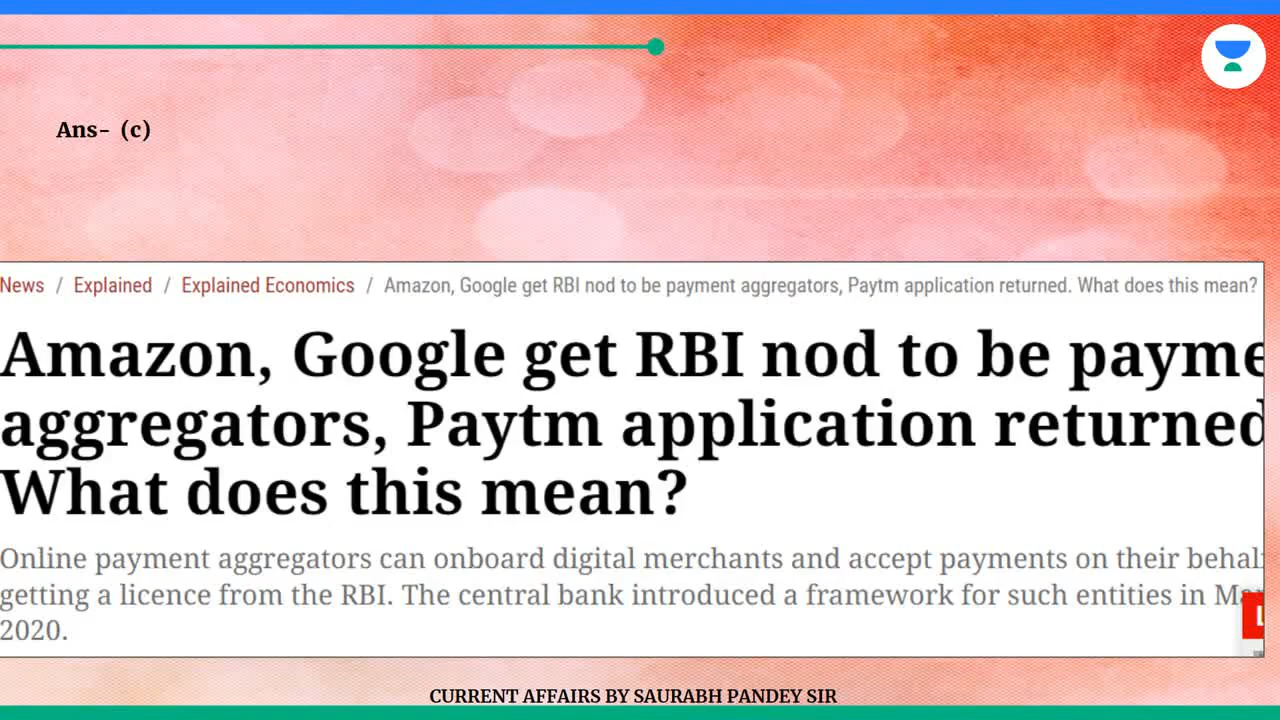 Ans- (c)
News / Explained / Explained Economics / Amazon, Google get RBI nod to be payment aggregators, Paytm application returned. What does this mean?
Amazon, Google get RBI nod to be payme
aggregators, Paytm application returned
What does this mean?
Online payment aggregators can onboard digital merchants and accept payments on their behal
getting a licence from the RBI. The central bank introduced a framework for such entities in Mar
2020.
CURRENT AFFAIRS BY SAURABH PANDEY SIR